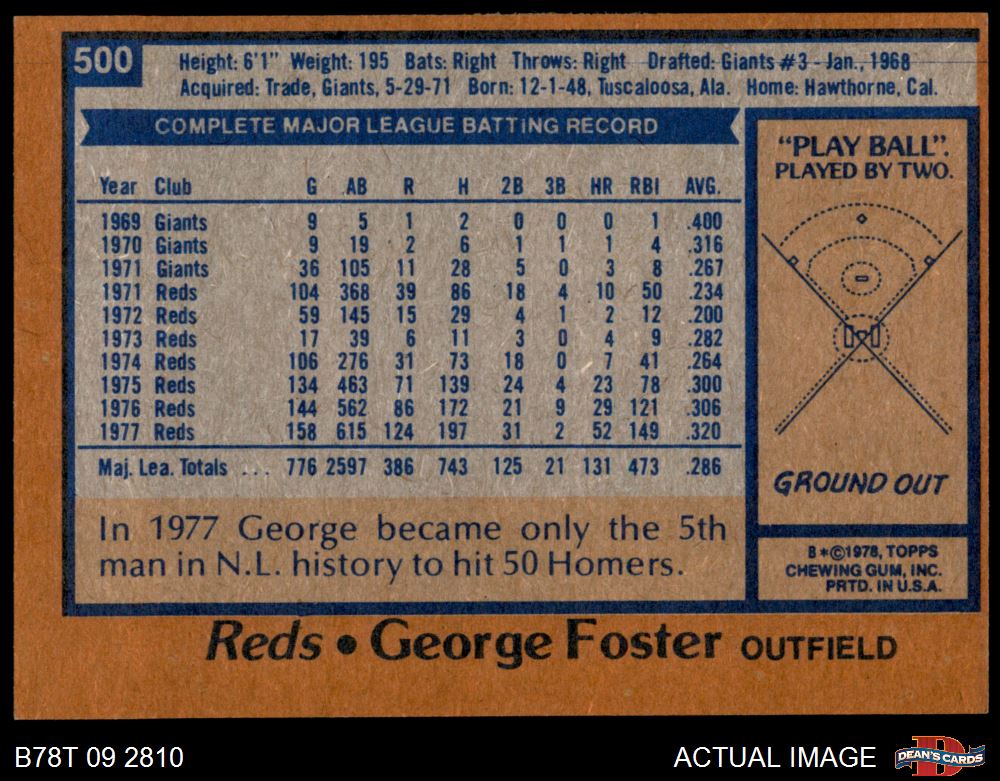 500
Height: 6'1" Weight: 195 Bats: Right Throws: Right Drafted: Giants #3 - Jan., 1968
Acquired: Trade, Giants, 5-29-71 Born: 12-1-48, Tuscaloosa, Ala. Home: Hawthorne, Cal.
COMPLETE MAJOR LEAGUE BATTING RECORD
Year Club G AB R H 2B 3B HR RBI AVG.
1969 Giants 9 5 1 2 0 0 0 1 .400
1970 Giants 9 19 2 6 1 1 1 4 .316
1971 Giants 36 105 11 28 5 0 3 8 .267
1971 Reds 104 368 39 86 18 4 10 50 .234
1972 Reds 59 145 15 29 4 1 2 12 .200
1973 Reds 17 39 6 11 3 0 4 9 .282
1974 Reds 106 276 31 73 18 0 7 41 .264
1975 Reds 134 463 71 139 24 4 23 78 .300
1976 Reds 144 562 86 172 21 9 29 121 .306
1977 Reds 158 615 124 197 31 2 52 149 .320
Maj. Lea. Totals ... 776 2597 386 743 125 21 131 473 .286
In 1977 George became only the 5th
man in N.L. history to hit 50 Homers.
"PLAY BALL".
PLAYED BY TWO.
GROUND OUT
B*©1978, TOPPS
CHEWING GUM, INC.
PRTD. IN U.S.A.
Reds • George Foster OUTFIELD
B78T 09 2810
ACTUAL IMAGE
D
DEAN'S CARDS